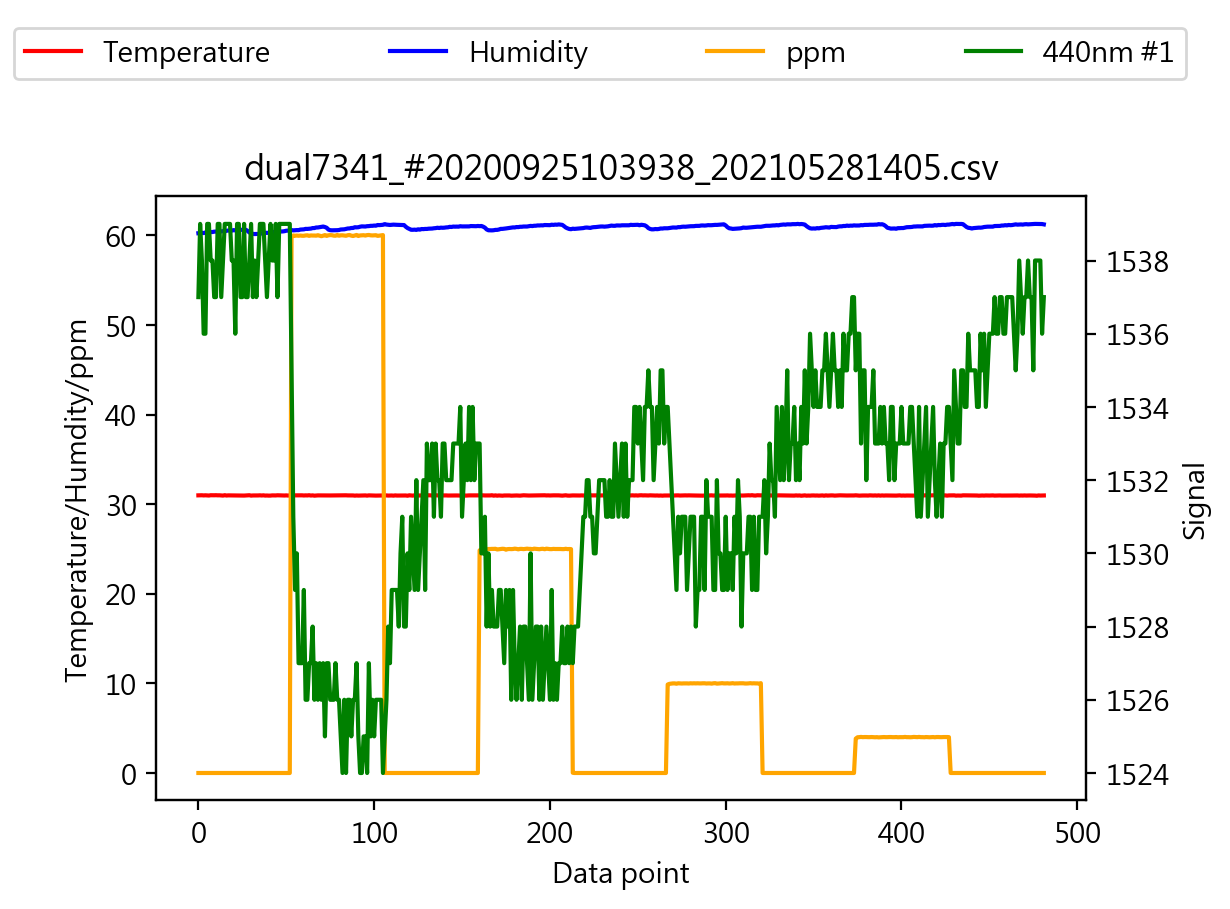 Temperature Humidity ppm 440nm #1
dual7341_#20200925103938_202105281405.csv
Temperature/Humdity/ppm
60
50
40
30
20
10
0
1538
1536
1534
1532
1530
1528
1526
1524
Signal
0 100 200 300 400 500
Data point